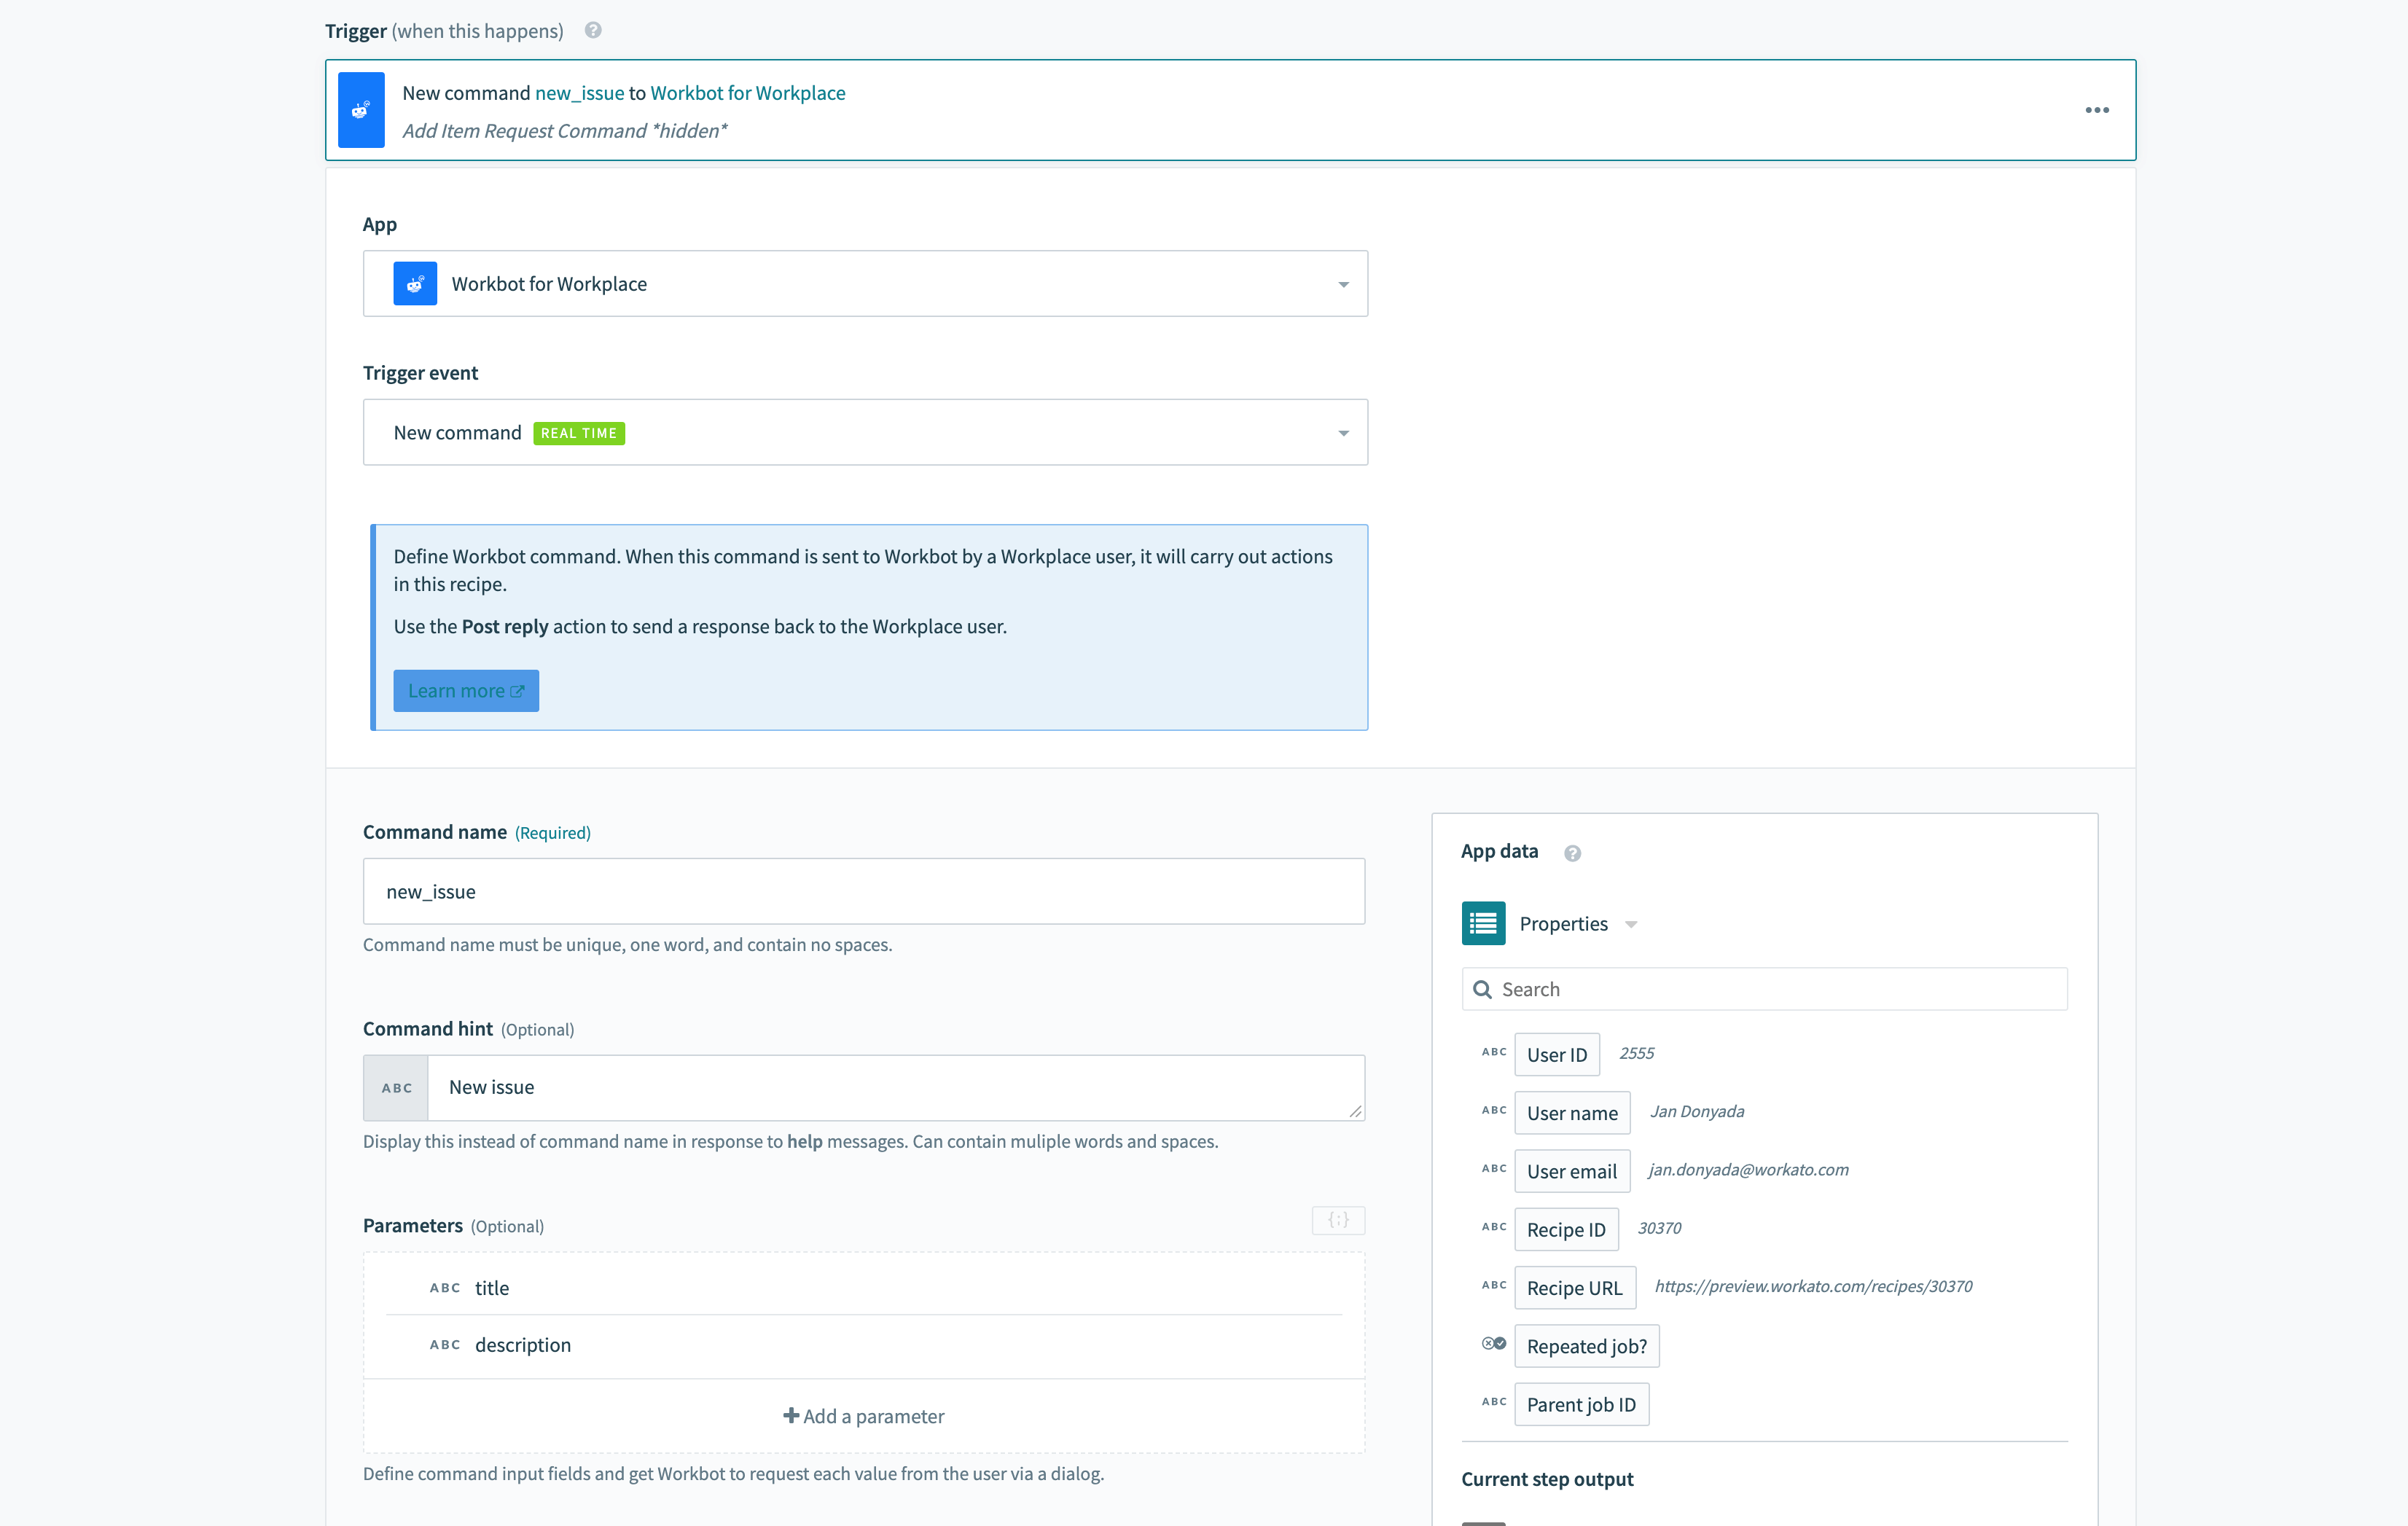 Trigger (when this happens)
New command new_issue to Workbot for Workplace
Add Item Request Command *hidden*
App
Workbot for Workplace
Trigger event
New command REAL TIME
Define Workbot command. When this command is sent to Workbot by a Workplace user, it will carry out actions
in this recipe.
Use the Post reply action to send a response back to the Workplace user.
Learn more
Command name (Required)
new_issue
Command name must be unique, one word, and contain no spaces.
Command hint (Optional)
ABC New issue
Display this instead of command name in response to help messages. Can contain muliple words and spaces.
Parameters (Optional)
{;}
ABC title
ABC description
Add a parameter
Define command input fields and get Workbot to request each value from the user via a dialog.
App data
Properties
Search
ABC User ID 2555
ABC User name Jan Donyada
ABC User email jan.donyada@workato.com
ABC Recipe ID 30370
ABC Recipe URL https://preview.workato.com/recipes/30370
Repeated job?
ABC Parent job ID
Current step output